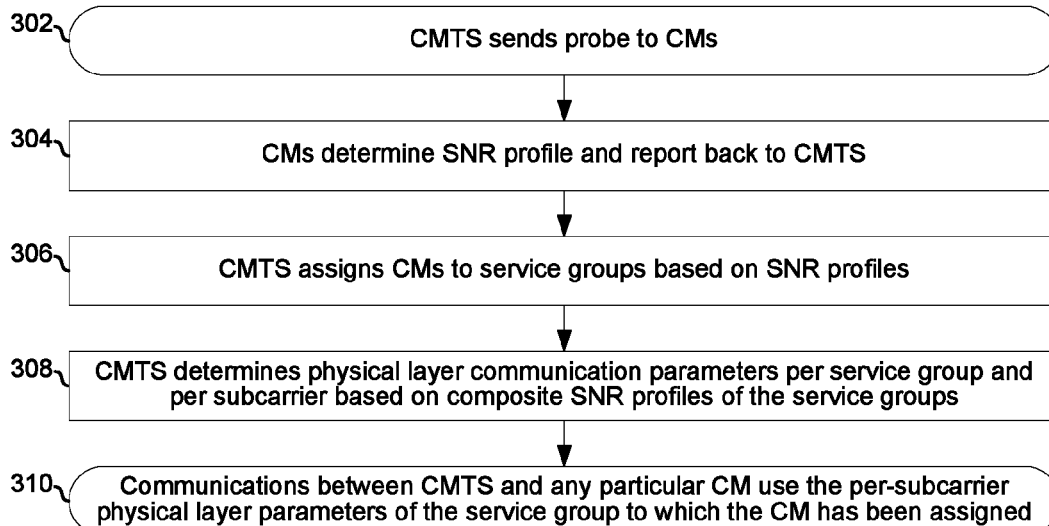 302
CMTS sends probe to CMs
304
CMs determine SNR profile and report back to CMTS
306
CMTS assigns CMs to service groups based on SNR profiles
308
CMTS determines physical layer communication parameters per service group and
per subcarrier based on composite SNR profiles of the service groups
310
Communications between CMTS and any particular CM use the per-subcarrier
physical layer parameters of the service group to which the CM has been assigned